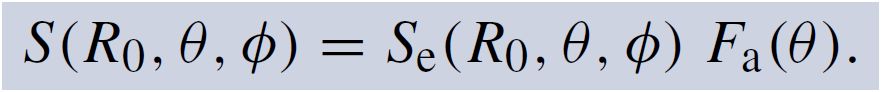 S(R₀, θ, ϕ) = Sₑ(R₀, θ, ϕ) Fₐ(θ).